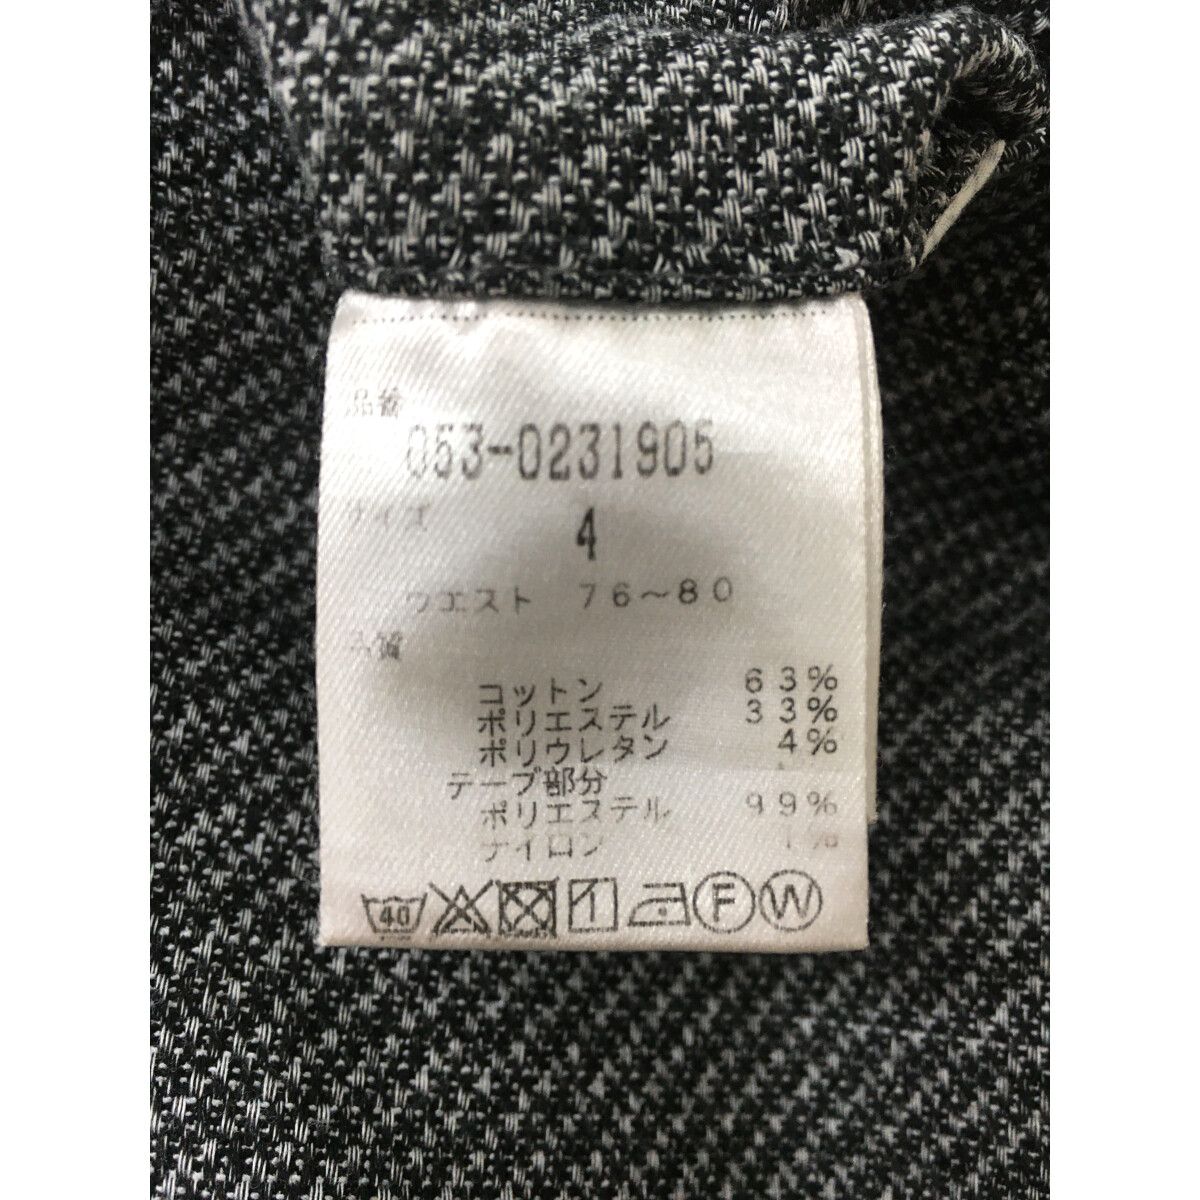 品番
053-0231905
サイズ
4
ウエスト 76～80
品質
コットン 63%
ポリエステル 33%
ポリウレタン 4%
テープ部分
ポリエステル 99%
ナイロン 1%
40 F W